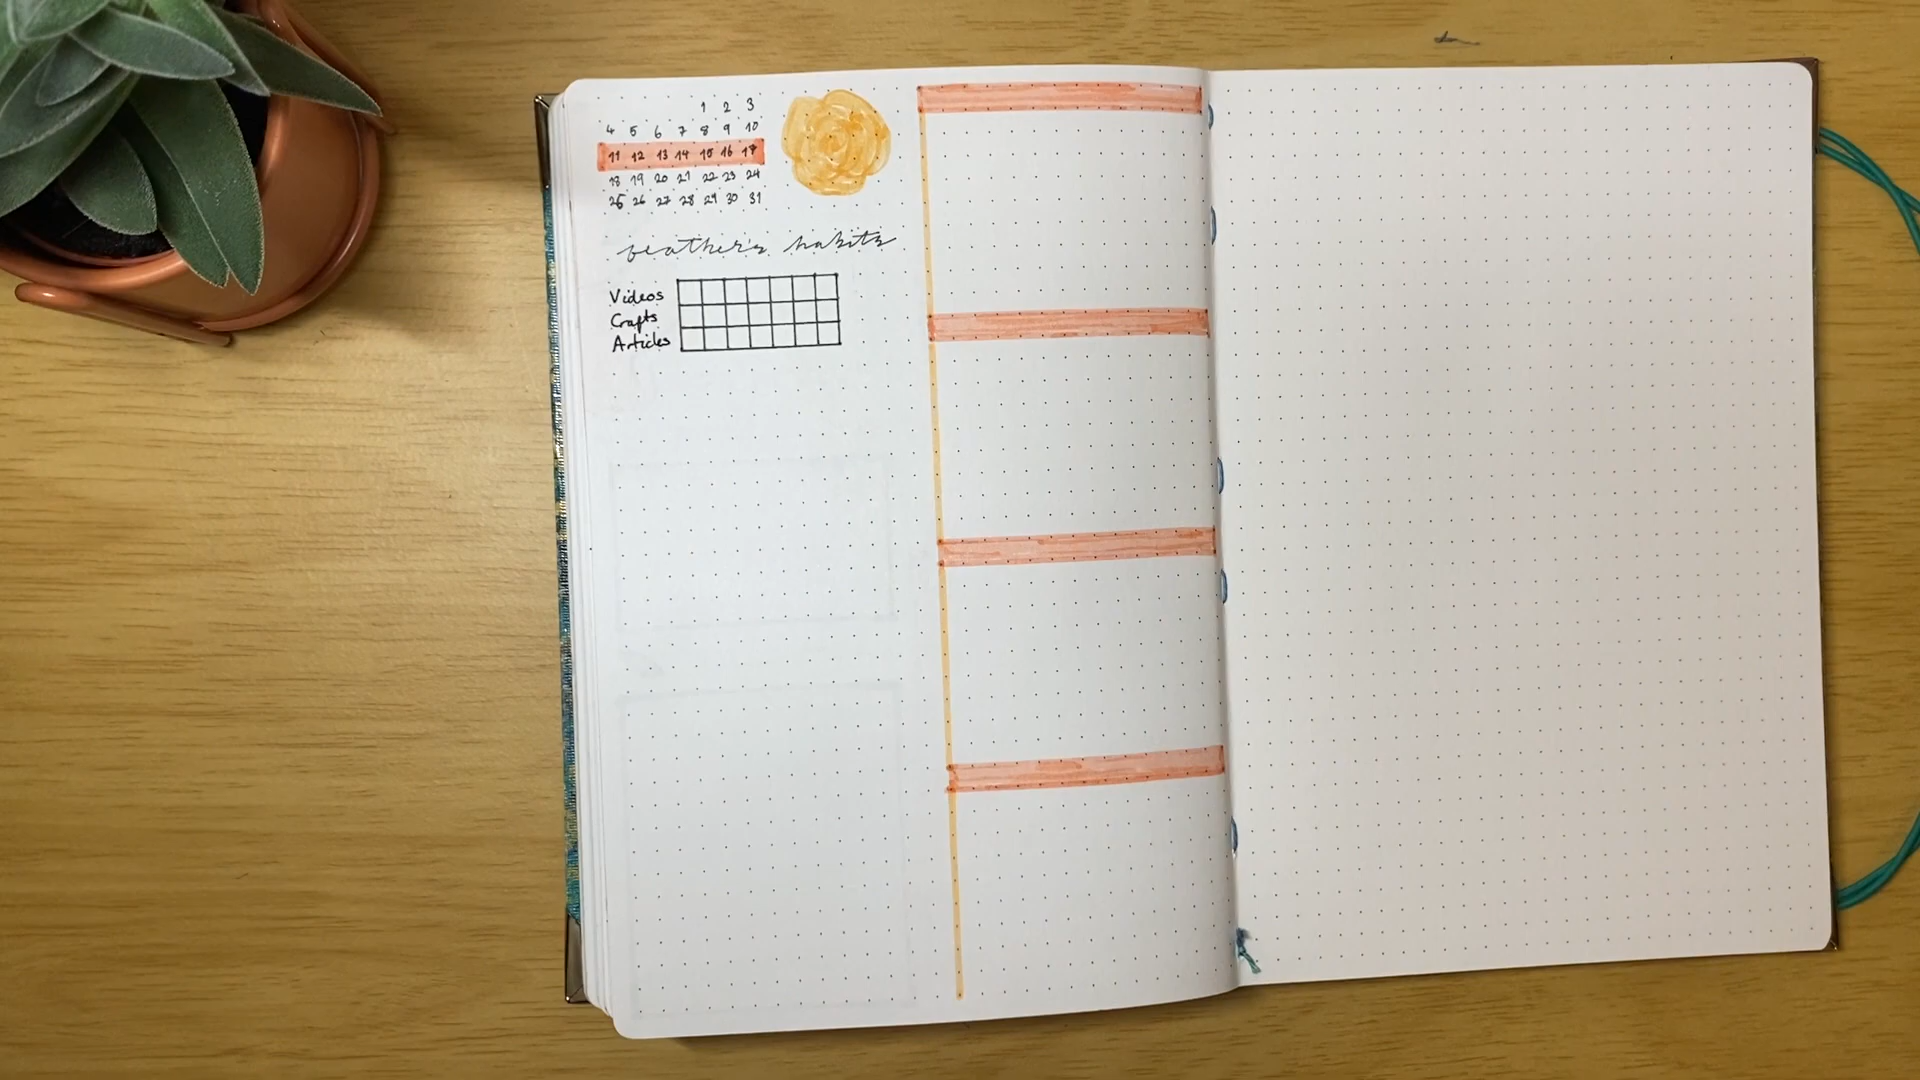 1 2 3
4 5 6 7 8 9 10
11 12 13 14 15 16 17
18 19 20 21 22 23 24
25 26 27 28 29 30 31
habits
Videos
Crafts
Articles